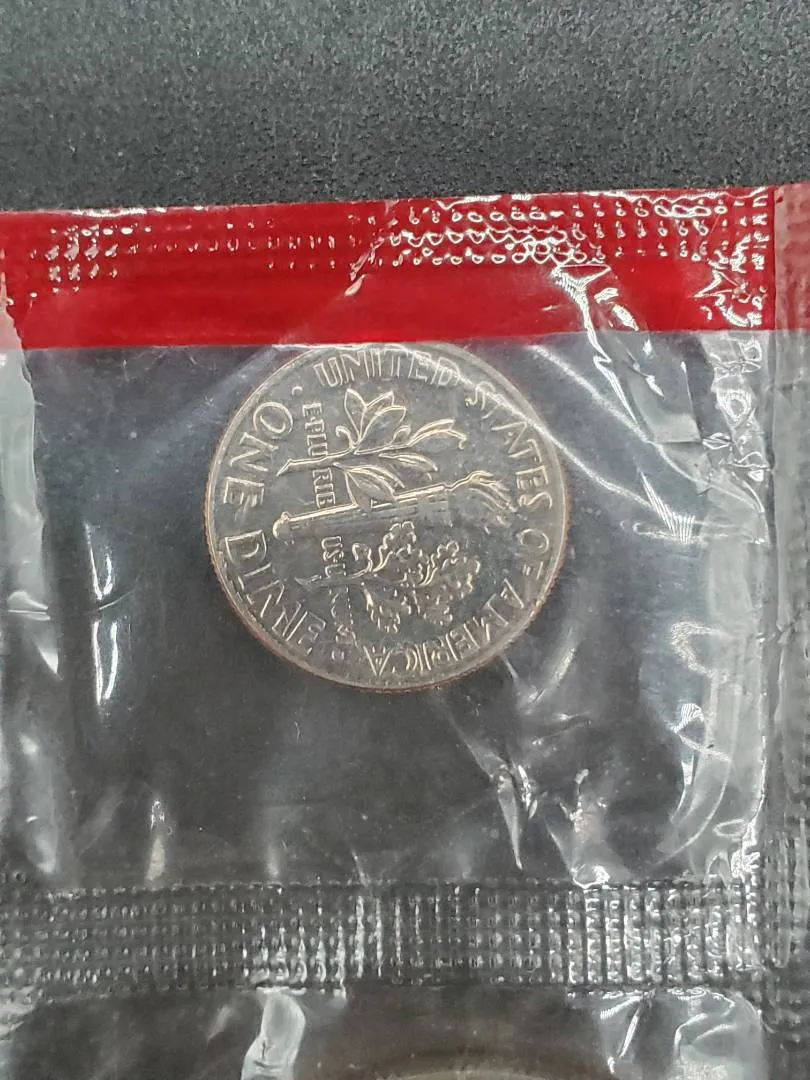 UNITED STATES OF AMERICA
E·PLURIBUS·UNUM
ONE DIME